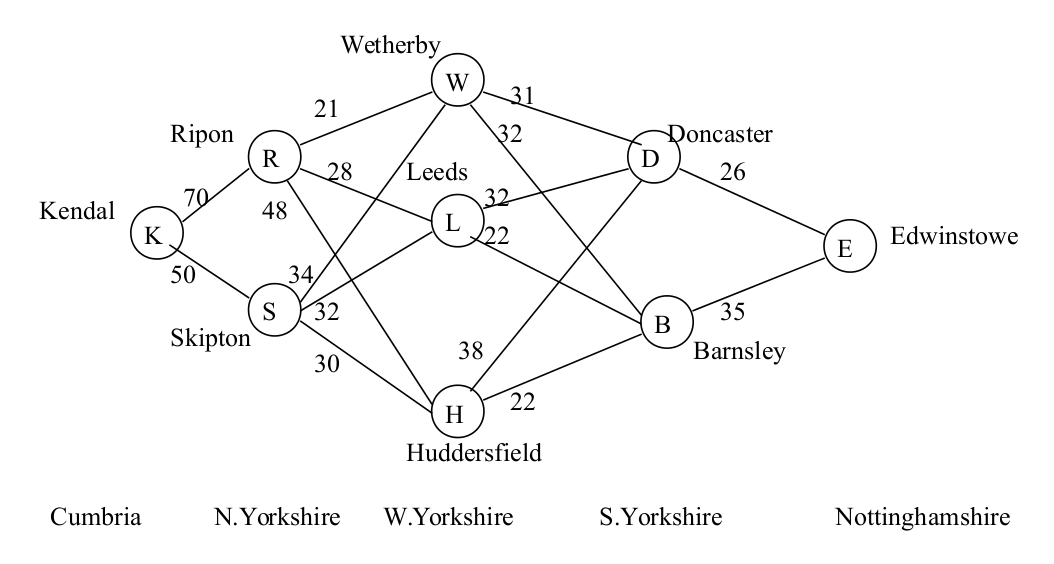 Wetherby
W
31
21
Ripon
Doncaster
32
R
D
28
Leeds
26
70
32
Kendal
48
L
K
22
E
Edwinstowe
50
34
S
32
B
35
Skipton
Barnsley
30
38
H
22
Huddersfield
Cumbria N.Yorkshire W.Yorkshire S.Yorkshire Nottinghamshire